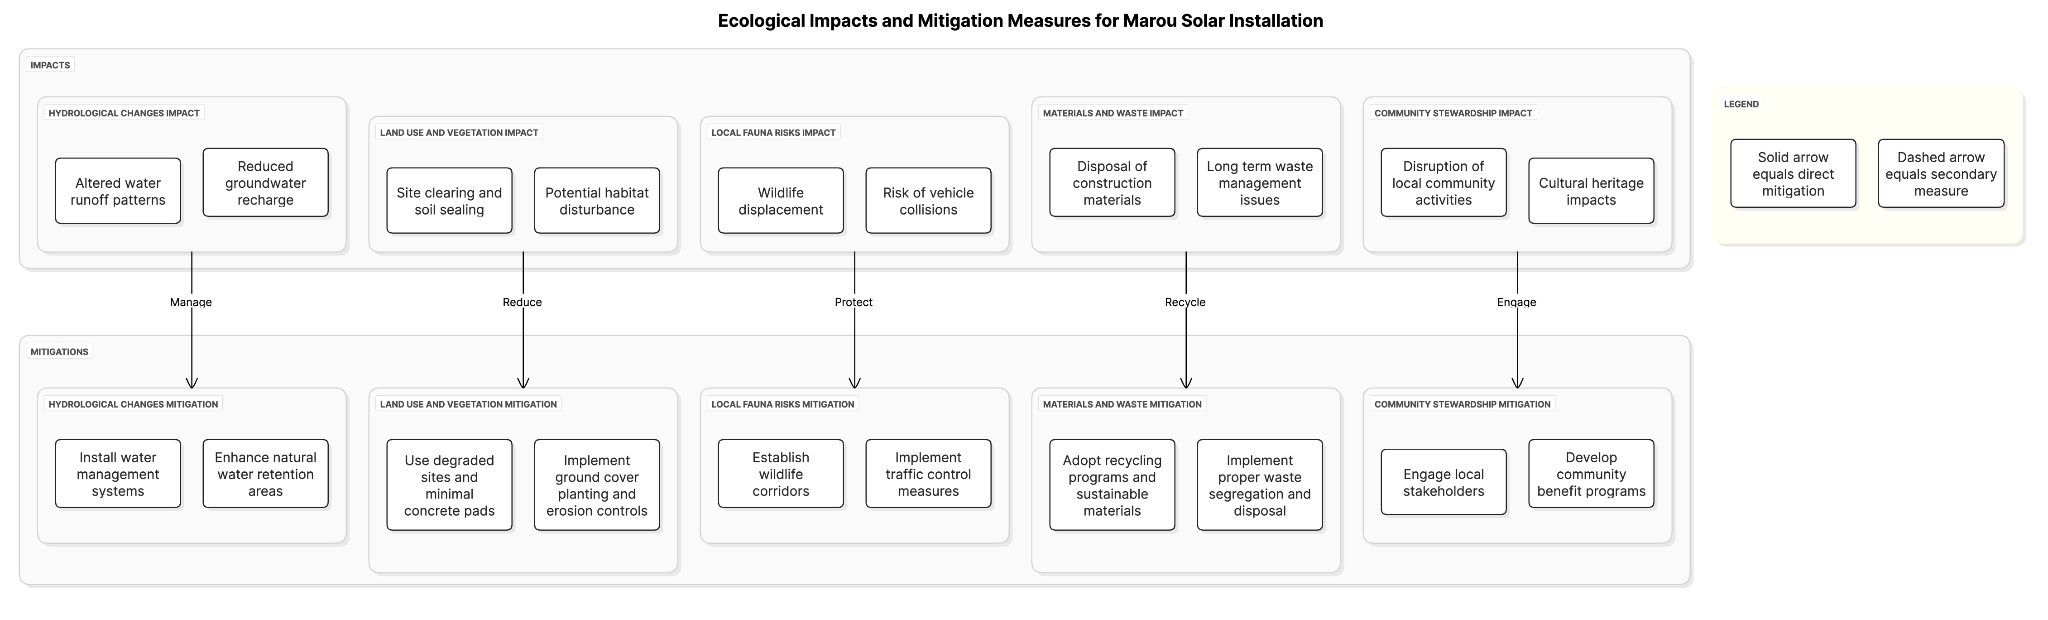 Ecological Impacts and Mitigation Measures for Marou Solar Installation
IMPACTS
HYDROLOGICAL CHANGES IMPACT
Altered water
runoff patterns
Reduced
groundwater
recharge
LAND USE AND VEGETATION IMPACT
Site clearing and
soil sealing
Potential habitat
disturbance
LOCAL FAUNA RISKS IMPACT
Wildlife
displacement
Risk of vehicle
collisions
MATERIALS AND WASTE IMPACT
Disposal of
construction
materials
Long term waste
management
issues
COMMUNITY STEWARDSHIP IMPACT
Disruption of
local community
activities
Cultural heritage
impacts
LEGEND
Solid arrow
equals direct
mitigation
Dashed arrow
equals secondary
measure
Manage
Reduce
Protect
Recycle
Engage
MITIGATIONS
HYDROLOGICAL CHANGES MITIGATION
Install water
management
systems
Enhance natural
water retention
areas
LAND USE AND VEGETATION MITIGATION
Use degraded
sites and
minimal
concrete pads
Implement
ground cover
planting and
erosion controls
LOCAL FAUNA RISKS MITIGATION
Establish
wildlife
corridors
Implement
traffic control
measures
MATERIALS AND WASTE MITIGATION
Adopt recycling
programs and
sustainable
materials
Implement
proper waste
segregation and
disposal
COMMUNITY STEWARDSHIP MITIGATION
Engage local
stakeholders
Develop
community
benefit programs